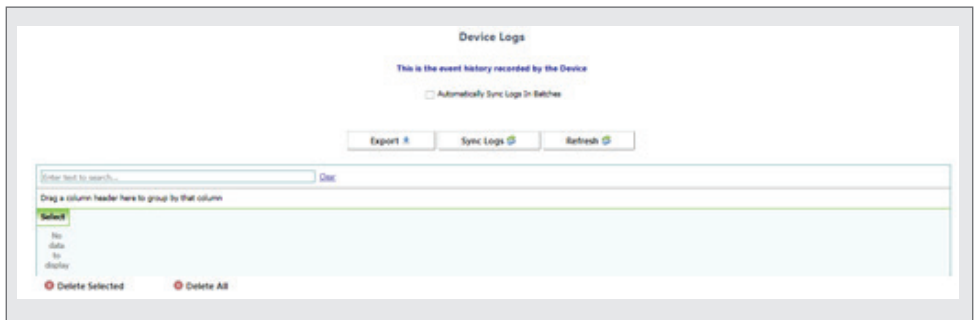 Device Logs
This is the event history recorded by the Device
Automatically Sync Logs In Batches
Export Sync Logs Refresh
Enter text to search... Clear
Drag a column header here to group by that column
Select
No
data
to
display
Delete Selected Delete All